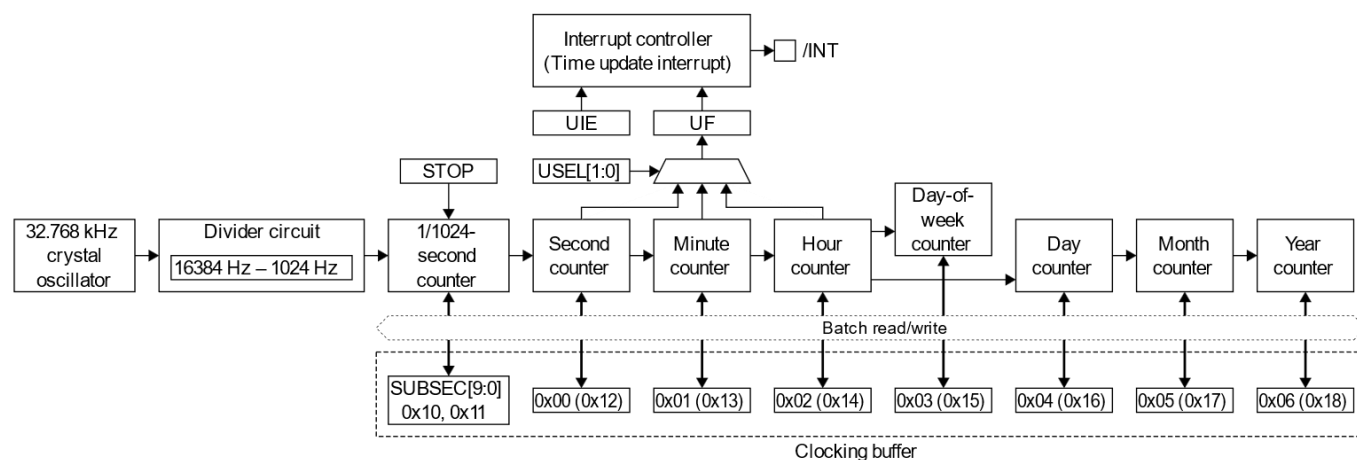 Interrupt controller
(Time update interrupt)
/INT
UIE
UF
STOP
USEL[1:0]
32.768 kHz
crystal
oscillator
Divider circuit
16384 Hz – 1024 Hz
1/1024-
second
counter
Second
counter
Minute
counter
Hour
counter
Day-of-
week
counter
Day
counter
Month
counter
Year
counter
Batch read/write
SUBSEC[9:0]
0x10, 0x11
0x00 (0x12)
0x01 (0x13)
0x02 (0x14)
0x03 (0x15)
0x04 (0x16)
0x05 (0x17)
0x06 (0x18)
Clocking buffer